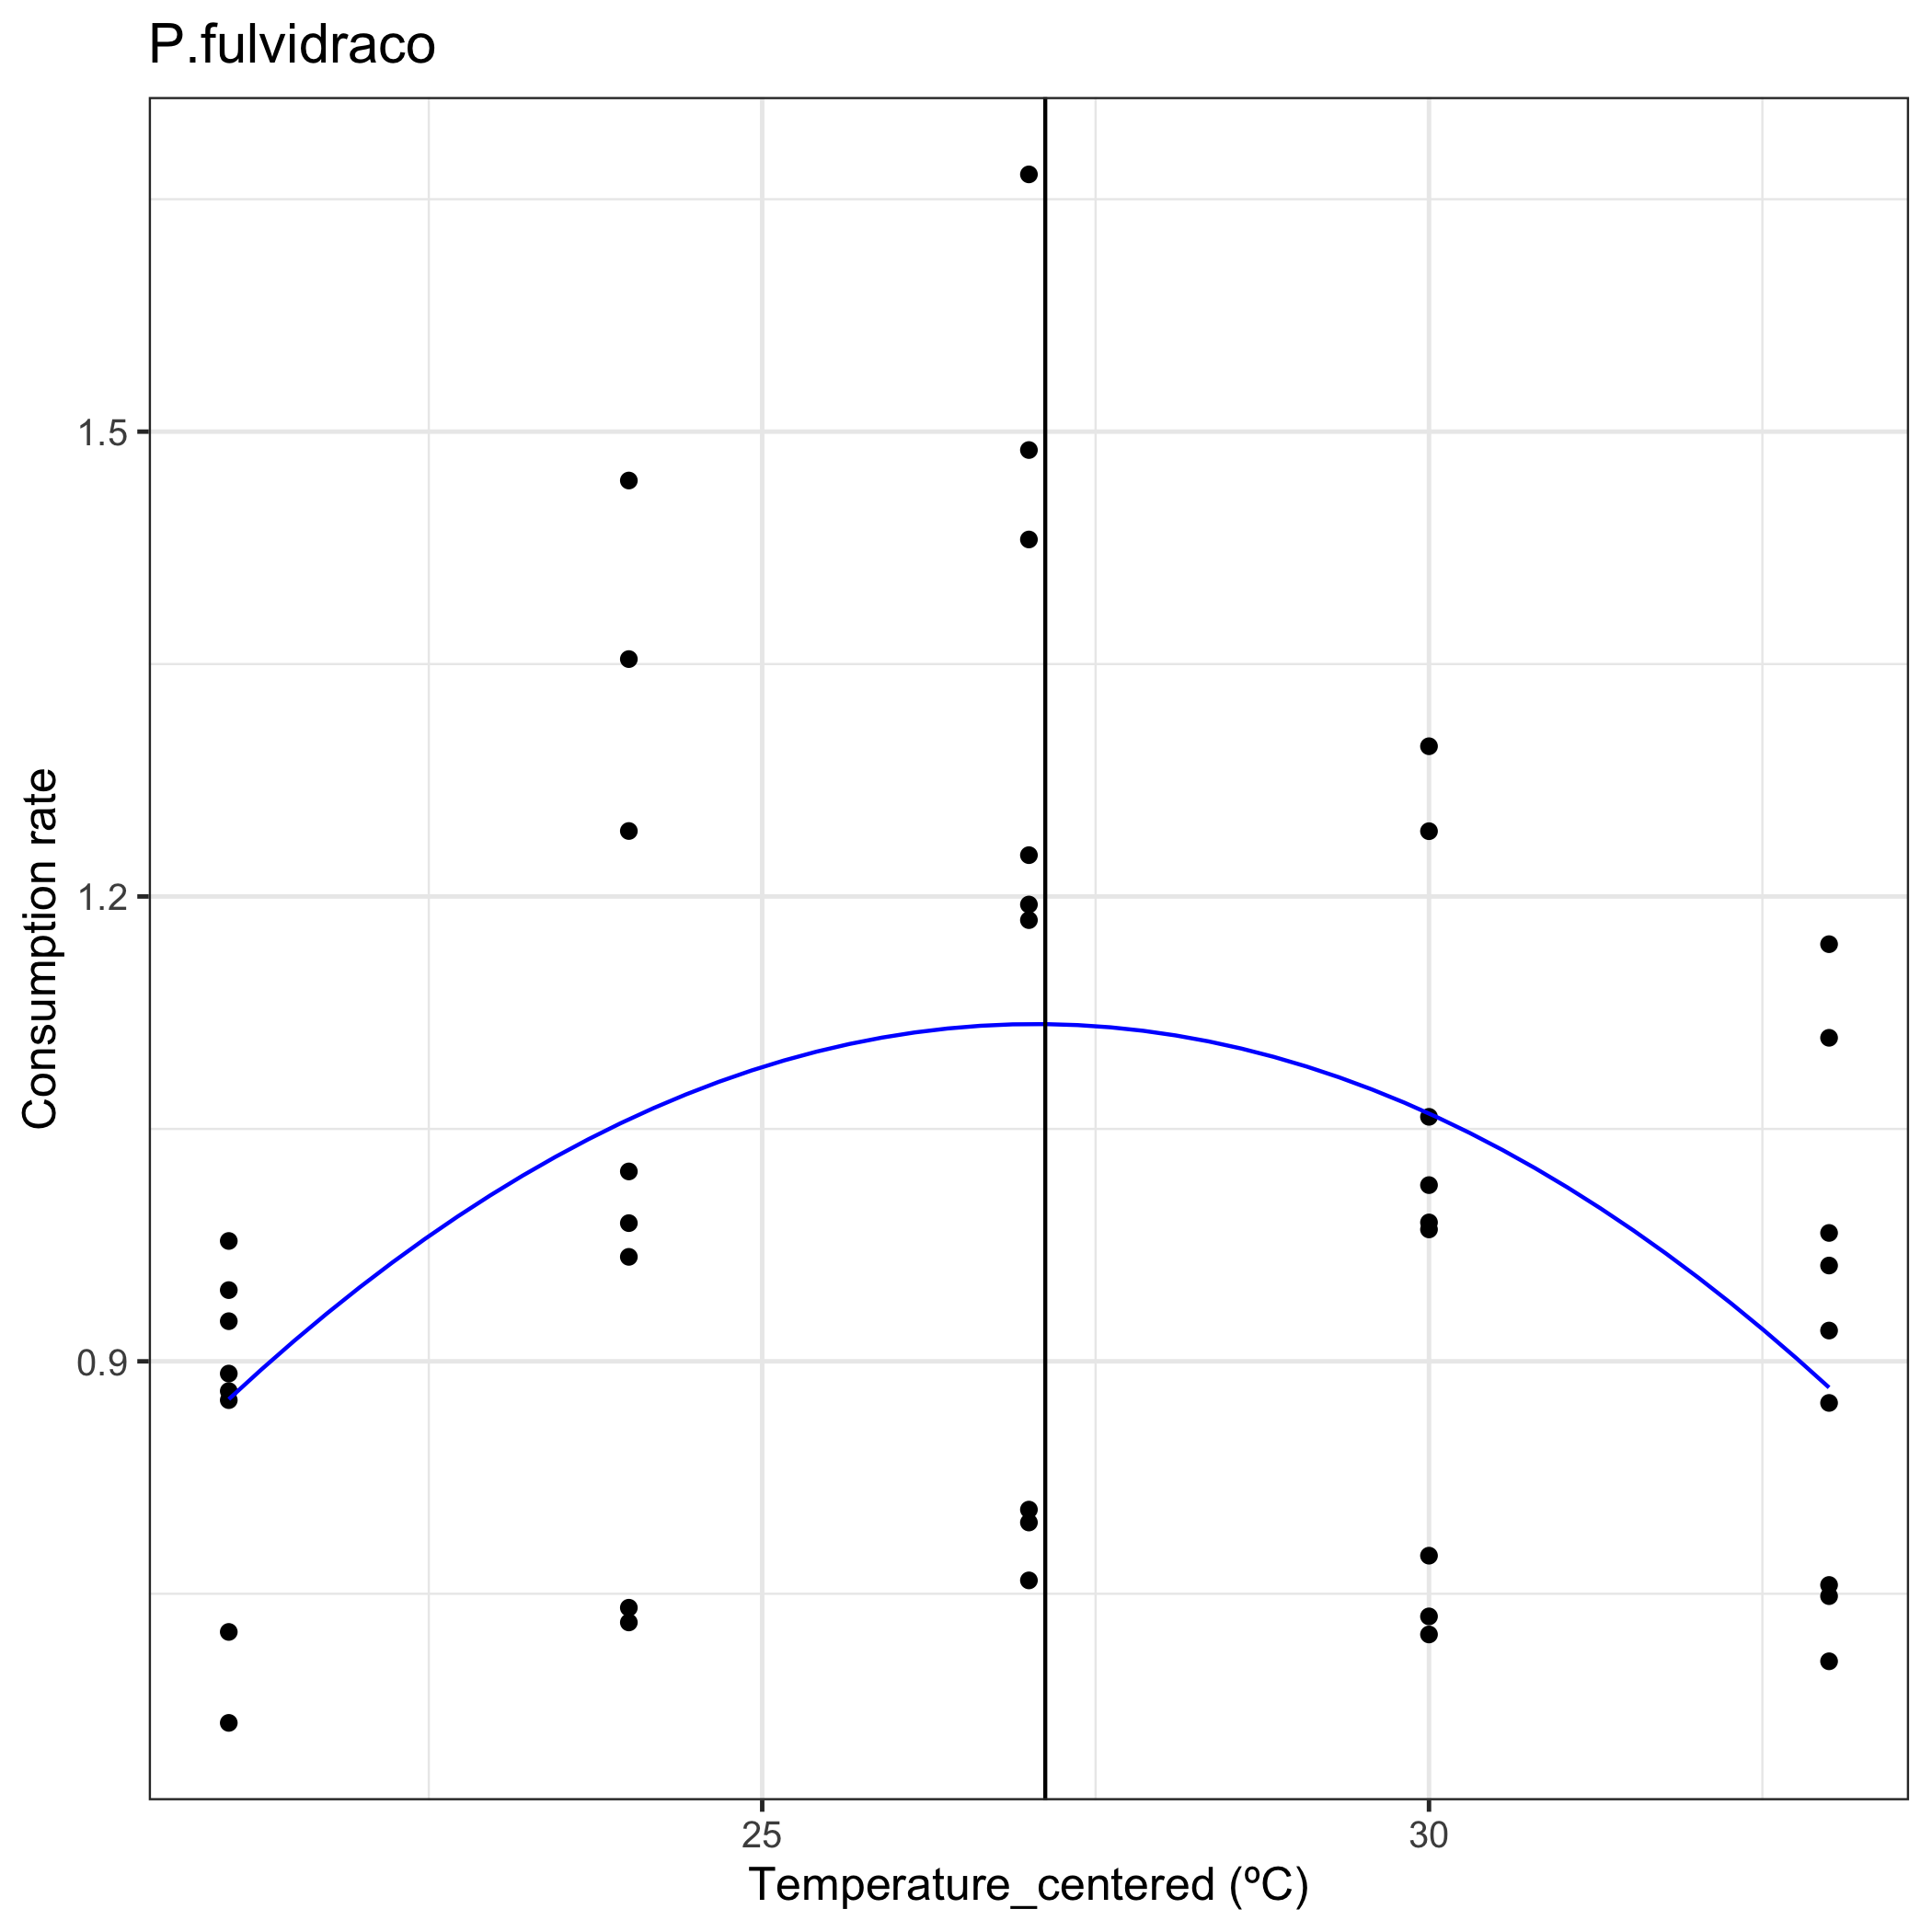 P.fulvidraco
Consumption rate
1.5
1.2
0.9
25
30
Temperature_centered (ºC)